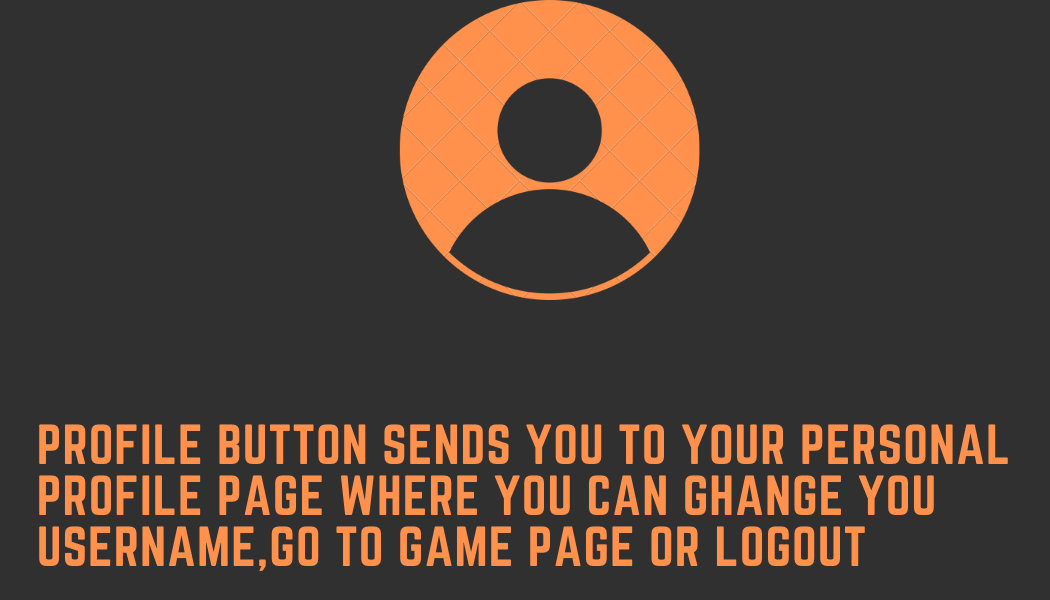 PROFILE BUTTON SENDS YOU TO YOUR PERSONAL
PROFILE PAGE WHERE YOU CAN GHANGE YOU
USERNAME,GO TO GAME PAGE OR LOGOUT